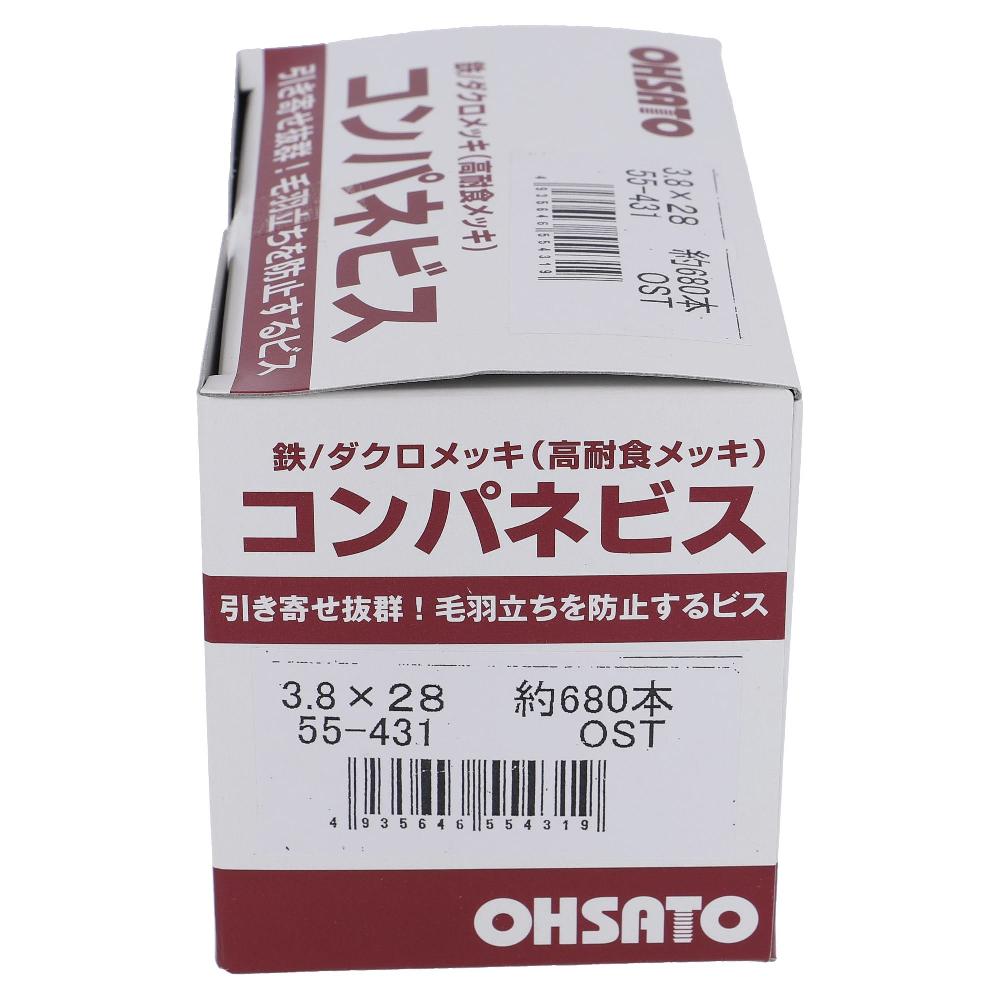 OHSATO
鉄/ダクロメッキ(高耐食メッキ)
コンパネビス
引き寄せ抜群！毛羽立ちを防止するビス
3.8×28 約680本
55-431 OST
4935646554319
鉄/ダクロメッキ(高耐食メッキ)
コンパネビス
引き寄せ抜群！毛羽立ちを防止するビス
3.8×28 約680本
55-431 OST
4 935646 554319
OHSATO